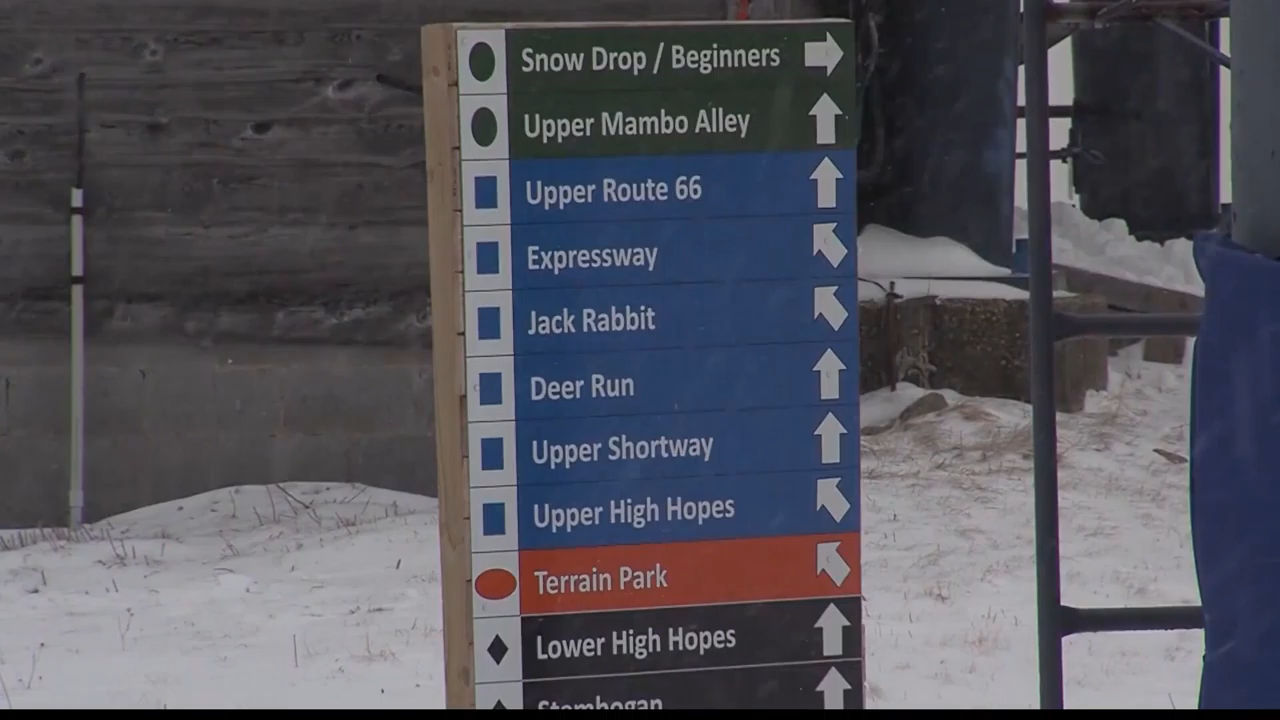 Snow Drop / Beginners
Upper Mambo Alley
Upper Route 66
Expressway
Jack Rabbit
Deer Run
Upper Shortway
Upper High Hopes
Terrain Park
Lower High Hopes